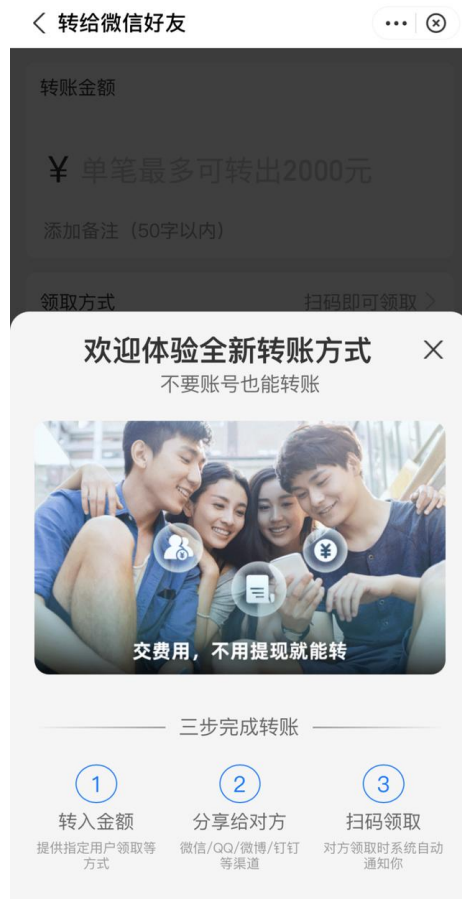 转给微信好友
转账金额
¥ 单笔最多可转出2000元
添加备注（50字以内）
领取方式 扫码即可领取
欢迎体验全新转账方式
不要账号也能转账
交费用，不用提现就能转
三步完成转账
1 2 3
转入金额 分享给对方 扫码领取
提供指定用户领取等 微信/QQ/微博/钉钉 对方领取时系统自动
方式 等渠道 通知你